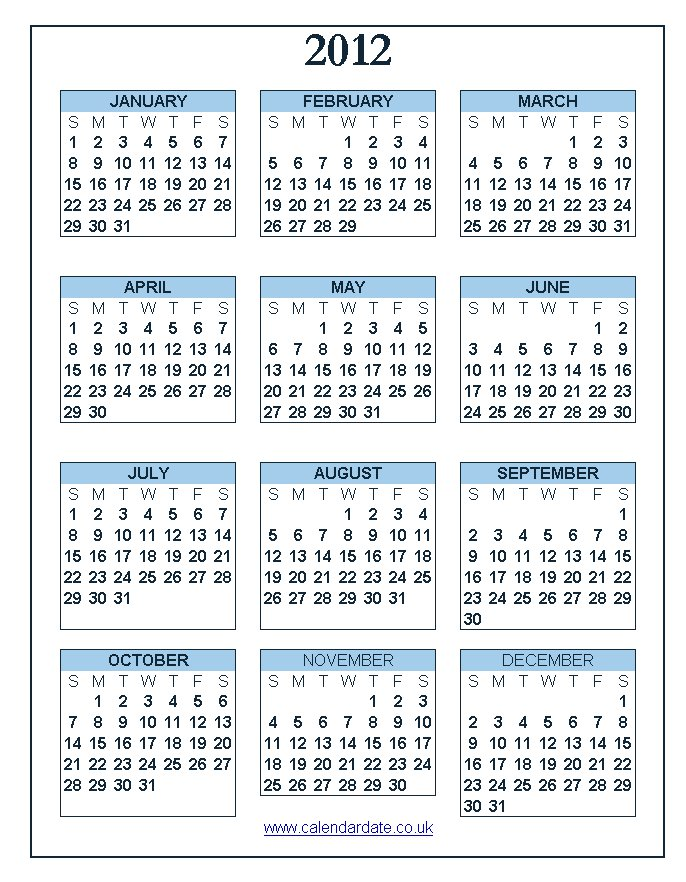 2012
JANUARY FEBRUARY MARCH
S M T W T F S S M T W T F S S M T W T F S
1 2 3 4 5 6 7 1 2 3 4 1 2 3
8 9 10 11 12 13 14 5 6 7 8 9 10 11 4 5 6 7 8 9 10
15 16 17 18 19 20 21 12 13 14 15 16 17 18 11 12 13 14 15 16 17
22 23 24 25 26 27 28 19 20 21 22 23 24 25 18 19 20 21 22 23 24
29 30 31 26 27 28 29 25 26 27 28 29 30 31
APRIL MAY JUNE
S M T W T F S S M T W T F S S M T W T F S
1 2 3 4 5 6 7 1 2 3 4 5 1 2
8 9 10 11 12 13 14 6 7 8 9 10 11 12 3 4 5 6 7 8 9
15 16 17 18 19 20 21 13 14 15 16 17 18 19 10 11 12 13 14 15 16
22 23 24 25 26 27 28 20 21 22 23 24 25 26 17 18 19 20 21 22 23
29 30 27 28 29 30 31 24 25 26 27 28 29 30
JULY AUGUST SEPTEMBER
S M T W T F S S M T W T F S S M T W T F S
1 2 3 4 5 6 7 1 2 3 4 1
8 9 10 11 12 13 14 5 6 7 8 9 10 11 2 3 4 5 6 7 8
15 16 17 18 19 20 21 12 13 14 15 16 17 18 9 10 11 12 13 14 15
22 23 24 25 26 27 28 19 20 21 22 23 24 25 16 17 18 19 20 21 22
29 30 31 26 27 28 29 30 31 23 24 25 26 27 28 29
30
OCTOBER NOVEMBER DECEMBER
S M T W T F S S M T W T F S S M T W T F S
1 2 3 4 5 6 1 2 3 1
7 8 9 10 11 12 13 4 5 6 7 8 9 10 2 3 4 5 6 7 8
14 15 16 17 18 19 20 11 12 13 14 15 16 17 9 10 11 12 13 14 15
21 22 23 24 25 26 27 18 19 20 21 22 23 24 16 17 18 19 20 21 22
28 29 30 31 25 26 27 28 29 30 23 24 25 26 27 28 29
30 31
www.calendardate.co.uk